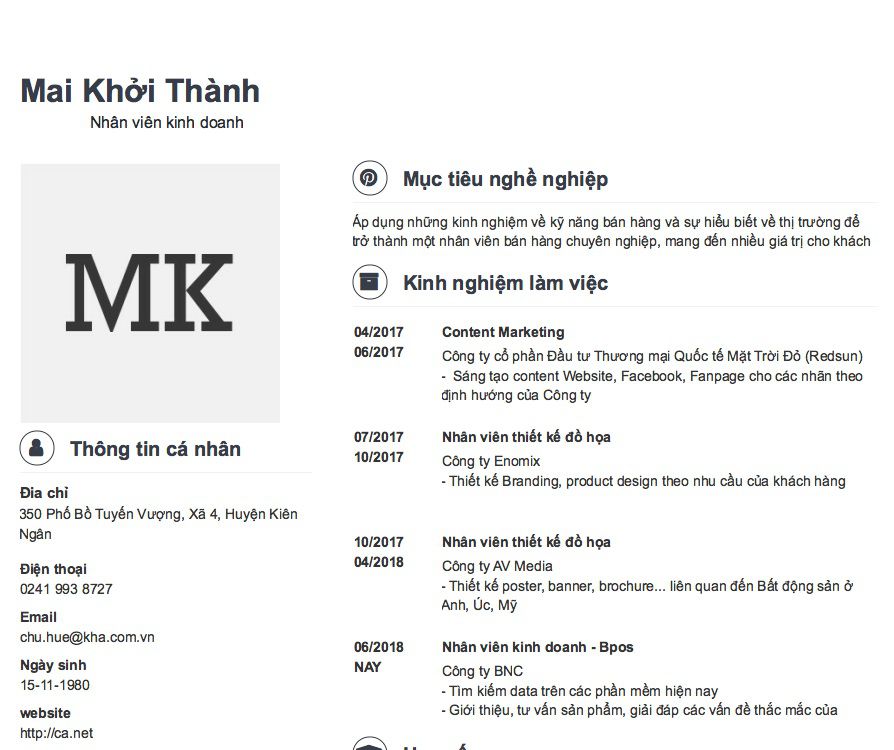 Mai Khởi Thành
Nhân viên kinh doanh
MK
Thông tin cá nhân
Đia chỉ
350 Phố Bồ Tuyến Vượng, Xã 4, Huyện Kiên
Ngân
Điện thoại
0241 993 8727
Email
chu.hue@kha.com.vn
Ngày sinh
15-11-1980
website
http://ca.net
Mục tiêu nghề nghiệp
Áp dụng những kinh nghiệm về kỹ năng bán hàng và sự hiểu biết về thị trường để
trở thành một nhân viên bán hàng chuyên nghiệp, mang đến nhiều giá trị cho khách
Kinh nghiệm làm việc
04/2017
06/2017
Content Marketing
Công ty cổ phần Đầu tư Thương mại Quốc tế Mặt Trời Đỏ (Redsun)
- Sáng tạo content Website, Facebook, Fanpage cho các nhãn theo
định hướng của Công ty
07/2017
10/2017
Nhân viên thiết kế đồ họa
Công ty Enomix
- Thiết kế Branding, product design theo nhu cầu của khách hàng
10/2017
04/2018
Nhân viên thiết kế đồ họa
Công ty AV Media
- Thiết kế poster, banner, brochure... liên quan đến Bất động sản ở
Anh, Úc, Mỹ
06/2018
NAY
Nhân viên kinh doanh - Bpos
Công ty BNC
- Tìm kiếm data trên các phần mềm hiện nay
- Giới thiệu, tư vấn sản phẩm, giải đáp các vấn đề thắc mắc của